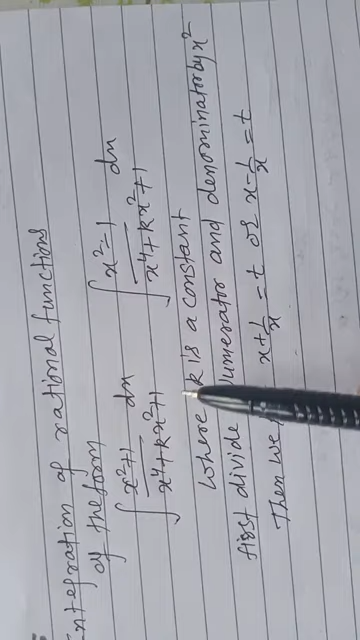 Integration of rational functions
of the form
∫ x²+1 / x⁴+kx²+1 dx ∫ x²-1 / x⁴+kx²+1 dx
where k is a constant
first divide numerator and denominator by x²
Then we x+1/x = t or x-1/x = t